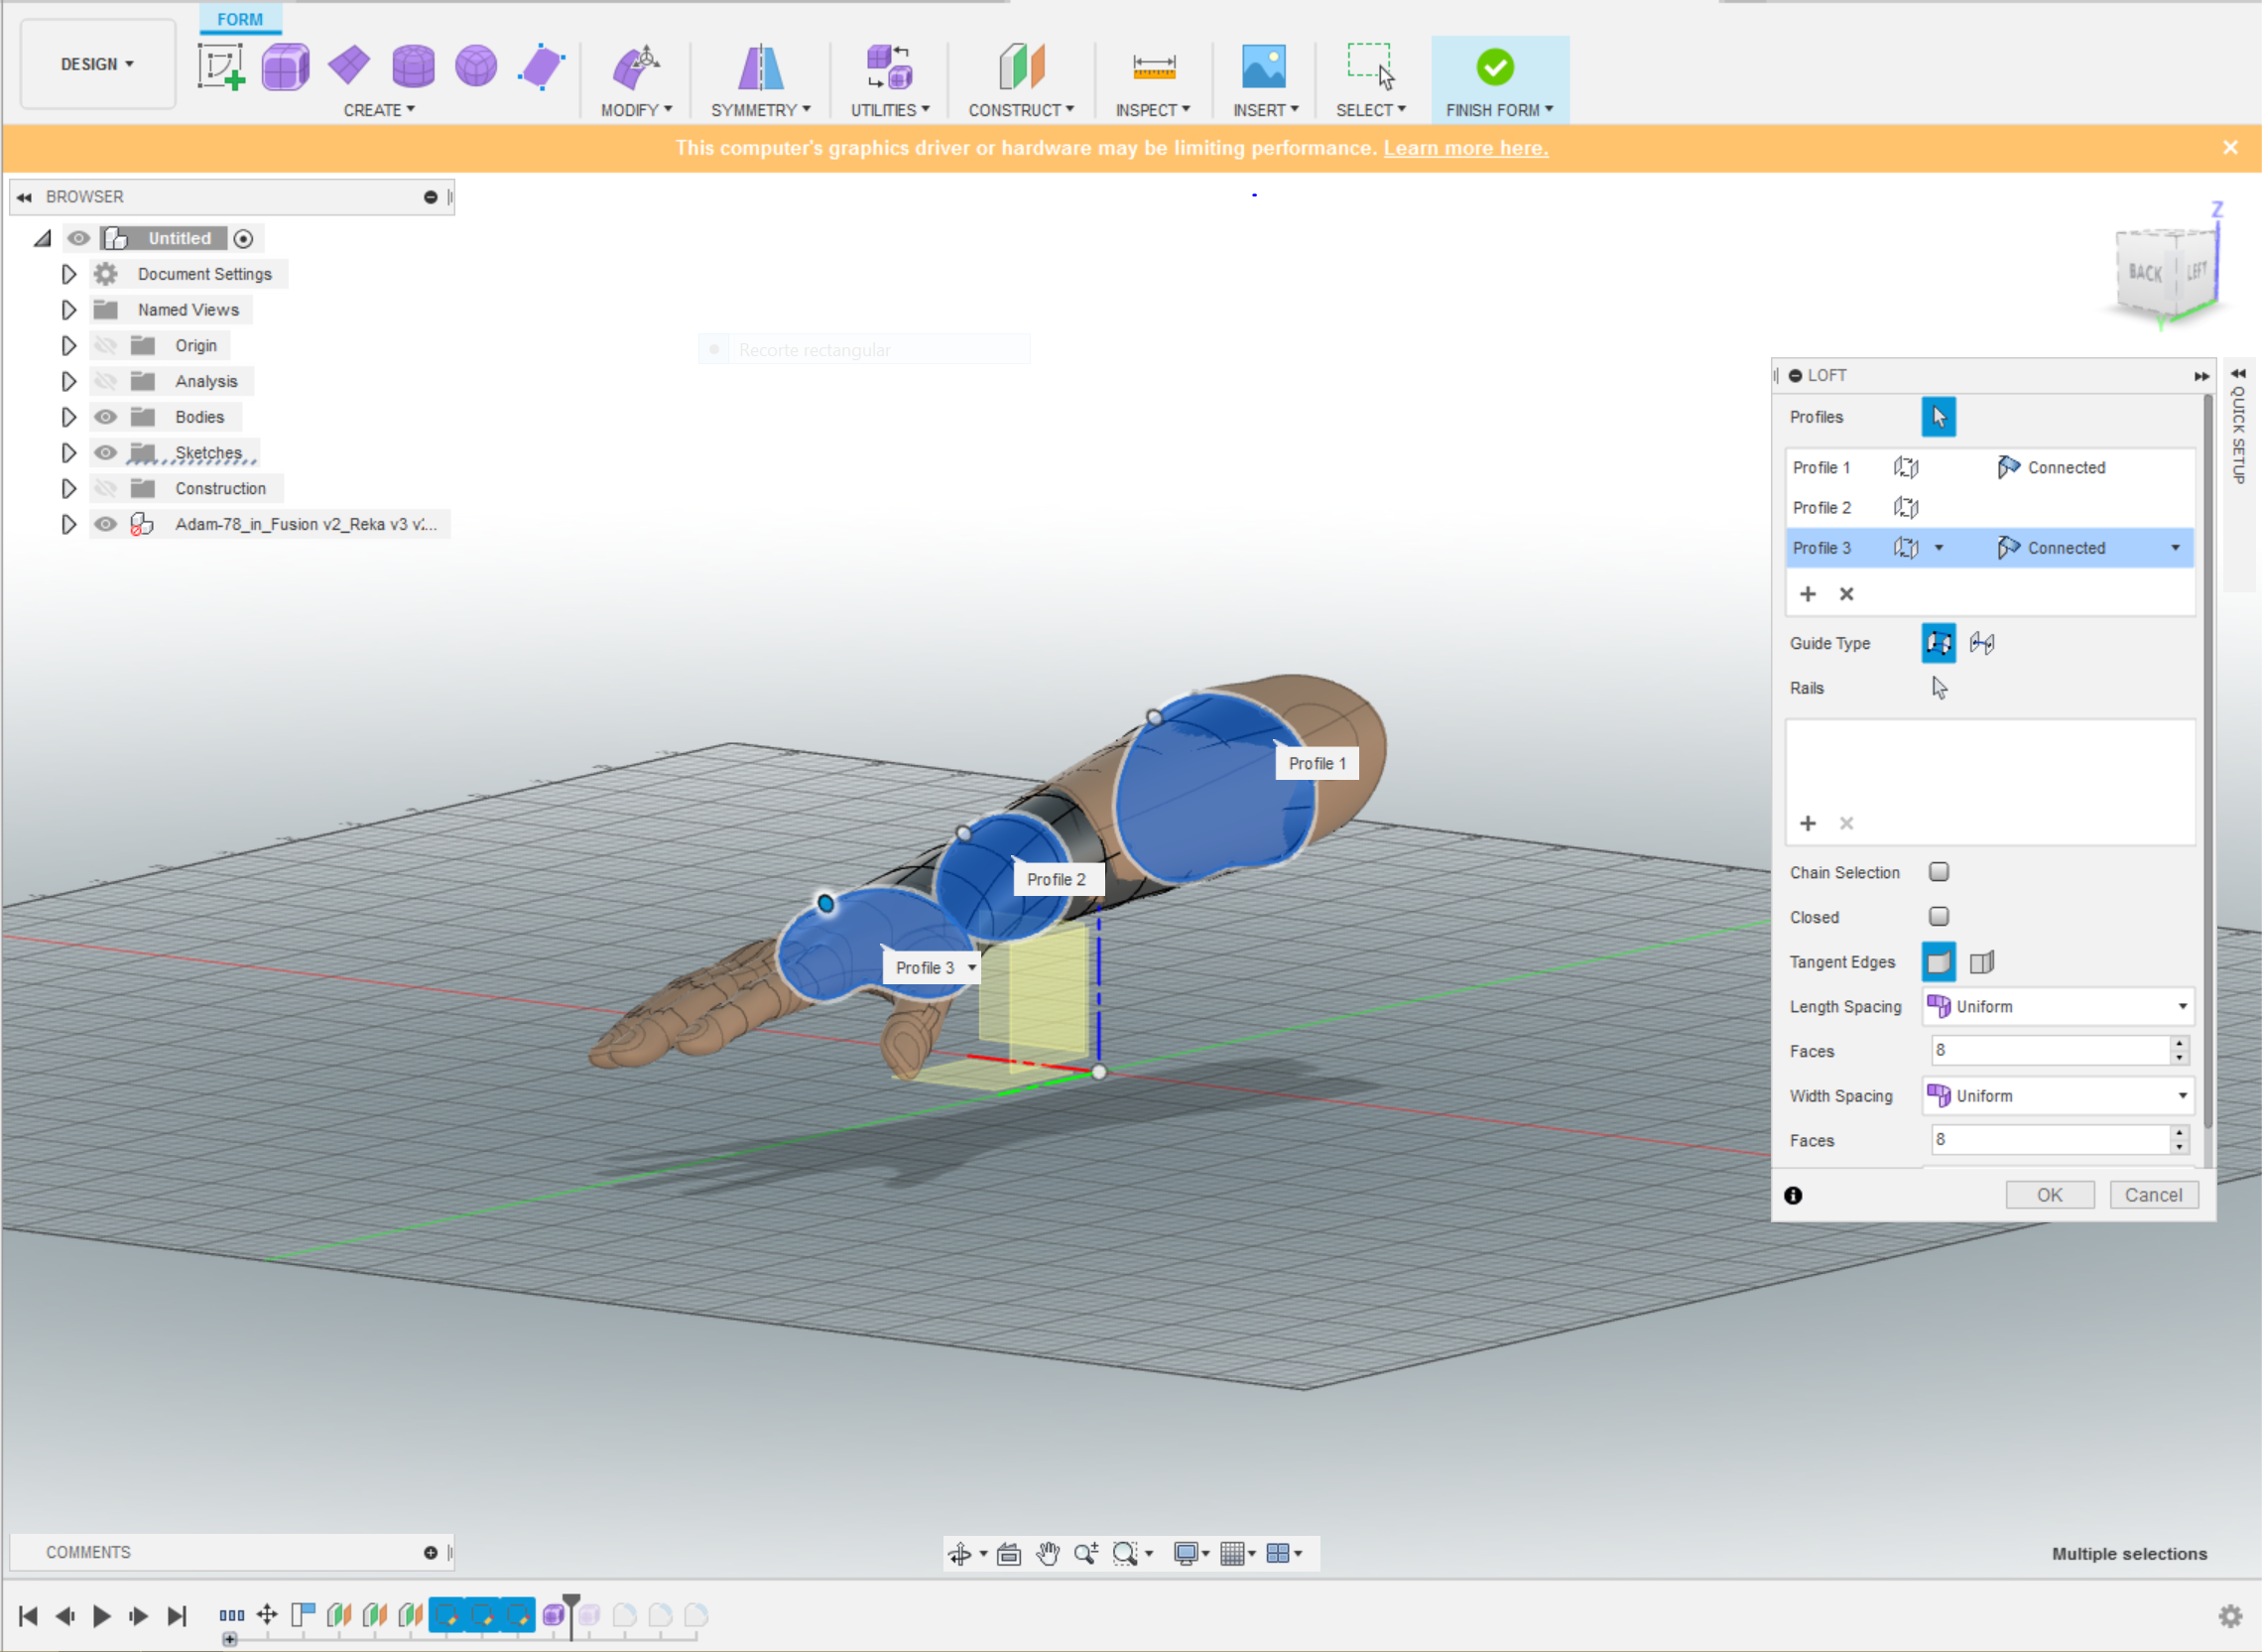 FORM
DESIGN
CREATE
MODIFY
SYMMETRY
UTILITIES
CONSTRUCT
INSPECT
INSERT
SELECT
FINISH FORM
This computer's graphics driver or hardware may be limiting performance. Learn more here.
BROWSER
Untitled
Document Settings
Named Views
Origin
Analysis
Bodies
Sketches
Construction
Adam-78_in_Fusion v2_Reka v3 v:...
Recorte rectangular
Z
BACK
LEFT
Y
QUICK SETUP
LOFT
Profiles
Profile 1 Connected
Profile 2
Profile 3 Connected
Guide Type
Rails
Chain Selection
Closed
Tangent Edges
Length Spacing Uniform
Faces 8
Width Spacing Uniform
Faces 8
OK Cancel
Profile 1
Profile 2
Profile 3
COMMENTS
Multiple selections